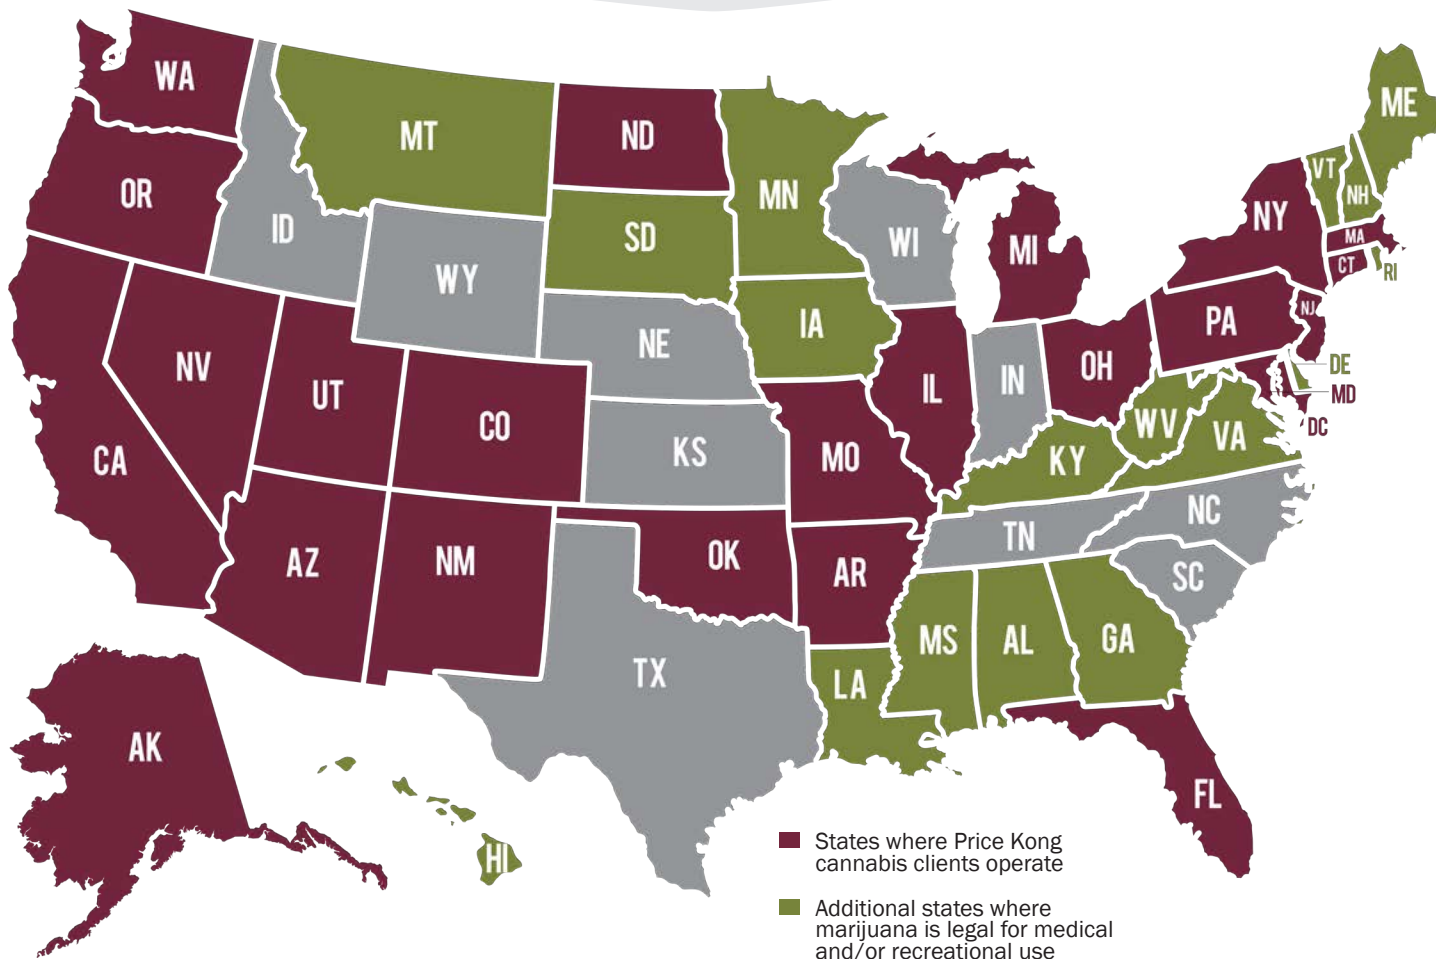 WA
ME
MT
ND
VT
OR
MN
NH
NY
ID
SD
WI
MI
MA
CT
RI
WY
NJ
IA
PA
NE
NV
OH
DE
UT
IN
IL
MD
CO
WV
DC
VA
CA
KS
MO
KY
NC
TN
AZ
NM
OK
AR
SC
MS
AL
GA
TX
LA
AK
FL
HI
States where Price Kong
cannabis clients operate
Additional states where
marijuana is legal for medical
and/or recreational use